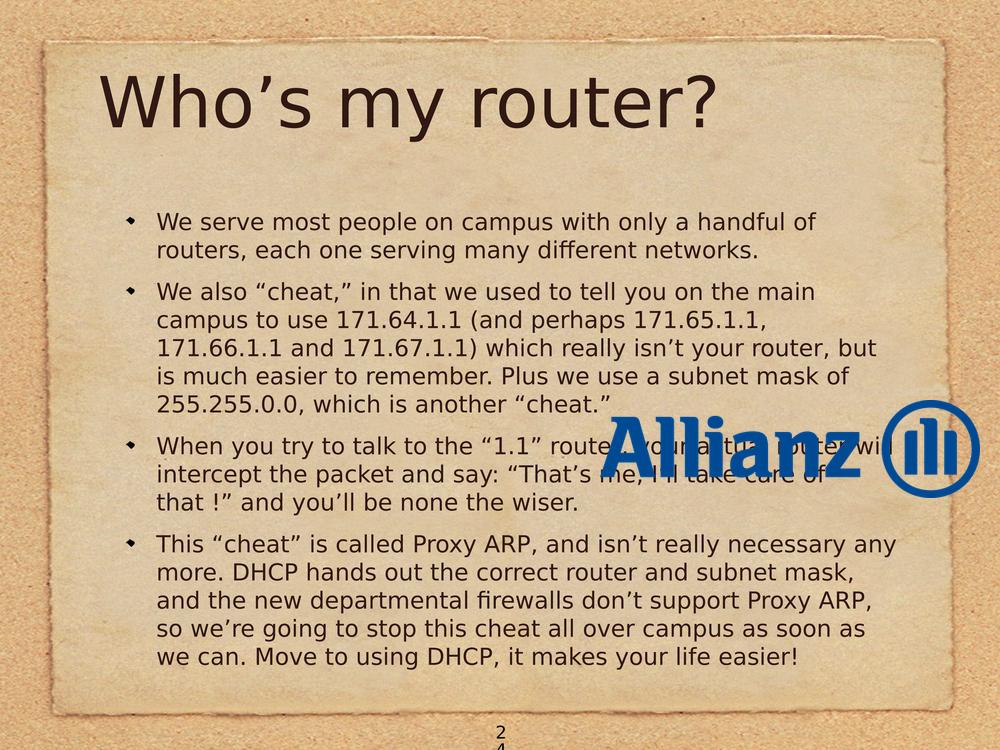 Who’s my router?
We serve most people on campus with only a handful of
routers, each one serving many different networks.
We also “cheat,” in that we used to tell you on the main
campus to use 171.64.1.1 (and perhaps 171.65.1.1,
171.66.1.1 and 171.67.1.1) which really isn’t your router, but
is much easier to remember. Plus we use a subnet mask of
255.255.0.0, which is another “cheat.”
When you try to talk to the “1.1” router, your actual router will
Allianz
intercept the packet and say: “That’s me, I’ll take care of
that !” and you’ll be none the wiser.
This “cheat” is called Proxy ARP, and isn’t really necessary any
more. DHCP hands out the correct router and subnet mask,
and the new departmental firewalls don’t support Proxy ARP,
so we’re going to stop this cheat all over campus as soon as
we can. Move to using DHCP, it makes your life easier!
2
4